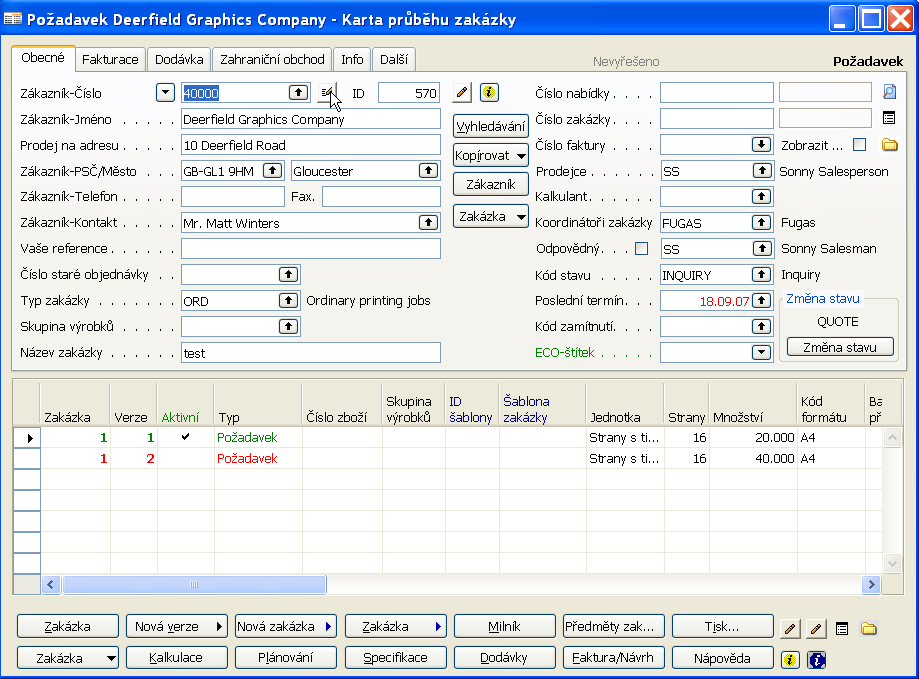 Požadavek Deerfield Graphics Company - Karta průběhu zakázky
Obecné Fakturace Dodávka Zahraniční obchod Info Další Nevyřešeno Požadavek
Zákazník-Číslo 40000 ID 570 Číslo nabídky . . . .
Zákazník-Jméno . . . . . Deerfield Graphics Company Vyhledávání Číslo zakázky. . . .
Prodej na adresu . . . . . 10 Deerfield Road Kopírovat Číslo faktury . . . . Zobrazit ...
Zákazník-PSČ/Město . . . GB-GL1 9HM Gloucester Zákazník Prodejce . . . . . SS Sonny Salesperson
Zákazník-Telefon . . . . . Fax. Kalkulant. . . . .
Zákazník-Kontakt . . . . Mr. Matt Winters Zakázka Koordinátoři zakázky FUGAS Fugas
Vaše reference . . . . . . Odpovědný. . . SS Sonny Salesman
Číslo staré objednávky . . . Kód stavu . . . . . INQUIRY Inquiry
Typ zakázky . . . . . . . ORD Ordinary printing jobs Poslední termín. . . 18.09.07 Změna stavu
Skupina výrobků . . . . . Kód zamítnutí. . . . QUOTE
Název zakázky . . . . . . test ECO-štítek . . . . . Změna stavu
Zakázka Verze Aktivní Typ Číslo zboží Skupina výrobků ID šablony Šablona zakázky Jednotka Strany Množství Kód formátu Ba př
1 1 Požadavek Strany s ti... 16 20.000 A4
1 2 Požadavek Strany s ti... 16 40.000 A4
Zakázka Nová verze Nová zakázka Zakázka Milník Předměty zak... Tisk...
Zakázka Kalkulace Plánování Specifikace Dodávky Faktura/Návrh Nápověda